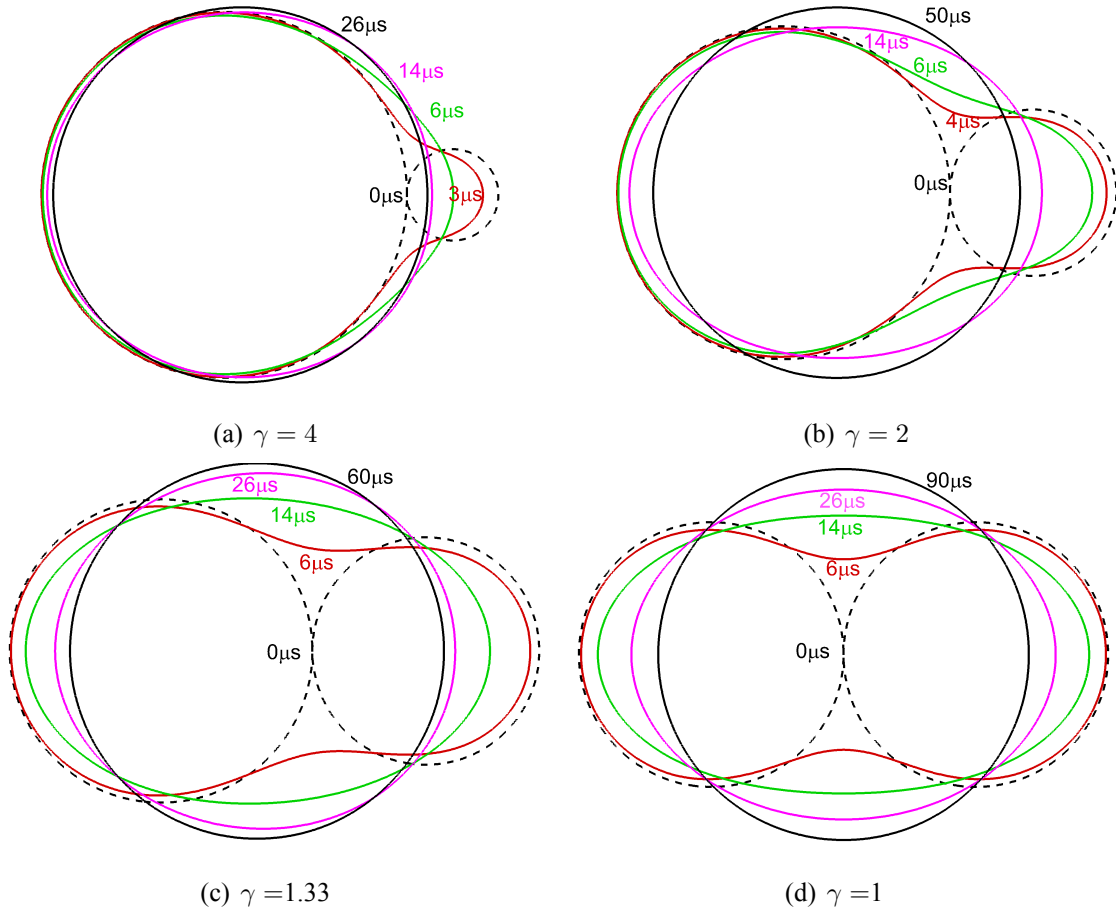 26μs
14μs
6μs
0μs
3μs
(a) γ = 4
50μs
14μs
6μs
4μs
0μs
(b) γ = 2
60μs
26μs
14μs
6μs
0μs
(c) γ =1.33
90μs
26μs
14μs
6μs
0μs
(d) γ =1